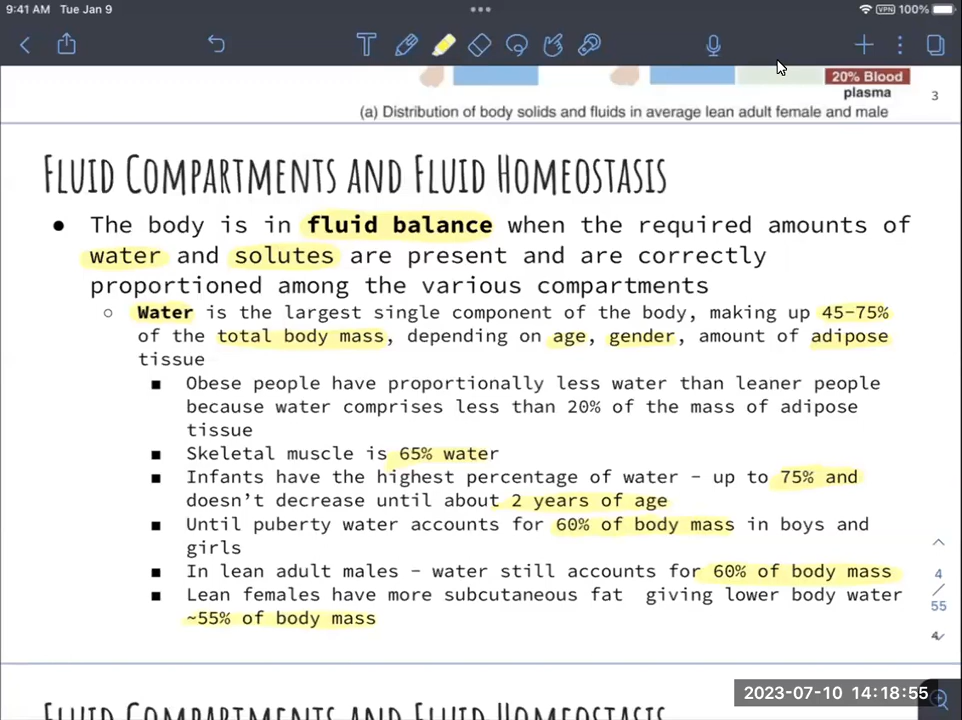 9:41 AM Tue Jan 9
VPN 100%
T
20% Blood
plasma
3
(a) Distribution of body solids and fluids in average lean adult female and male
FLUID COMPARTMENTS AND FLUID HOMEOSTASIS
● The body is in fluid balance when the required amounts of
water and solutes are present and are correctly
proportioned among the various compartments
○ Water is the largest single component of the body, making up 45-75%
of the total body mass, depending on age, gender, amount of adipose
tissue
■ Obese people have proportionally less water than leaner people
because water comprises less than 20% of the mass of adipose
tissue
■ Skeletal muscle is 65% water
■ Infants have the highest percentage of water - up to 75% and
doesn't decrease until about 2 years of age
■ Until puberty water accounts for 60% of body mass in boys and
girls
■ In lean adult males - water still accounts for 60% of body mass
■ Lean females have more subcutaneous fat giving lower body water
~55% of body mass
4
/
55
4
FLUID COMPARTMENTS AND FLUID HOMEOSTASIS
2023-07-10 14:18:55